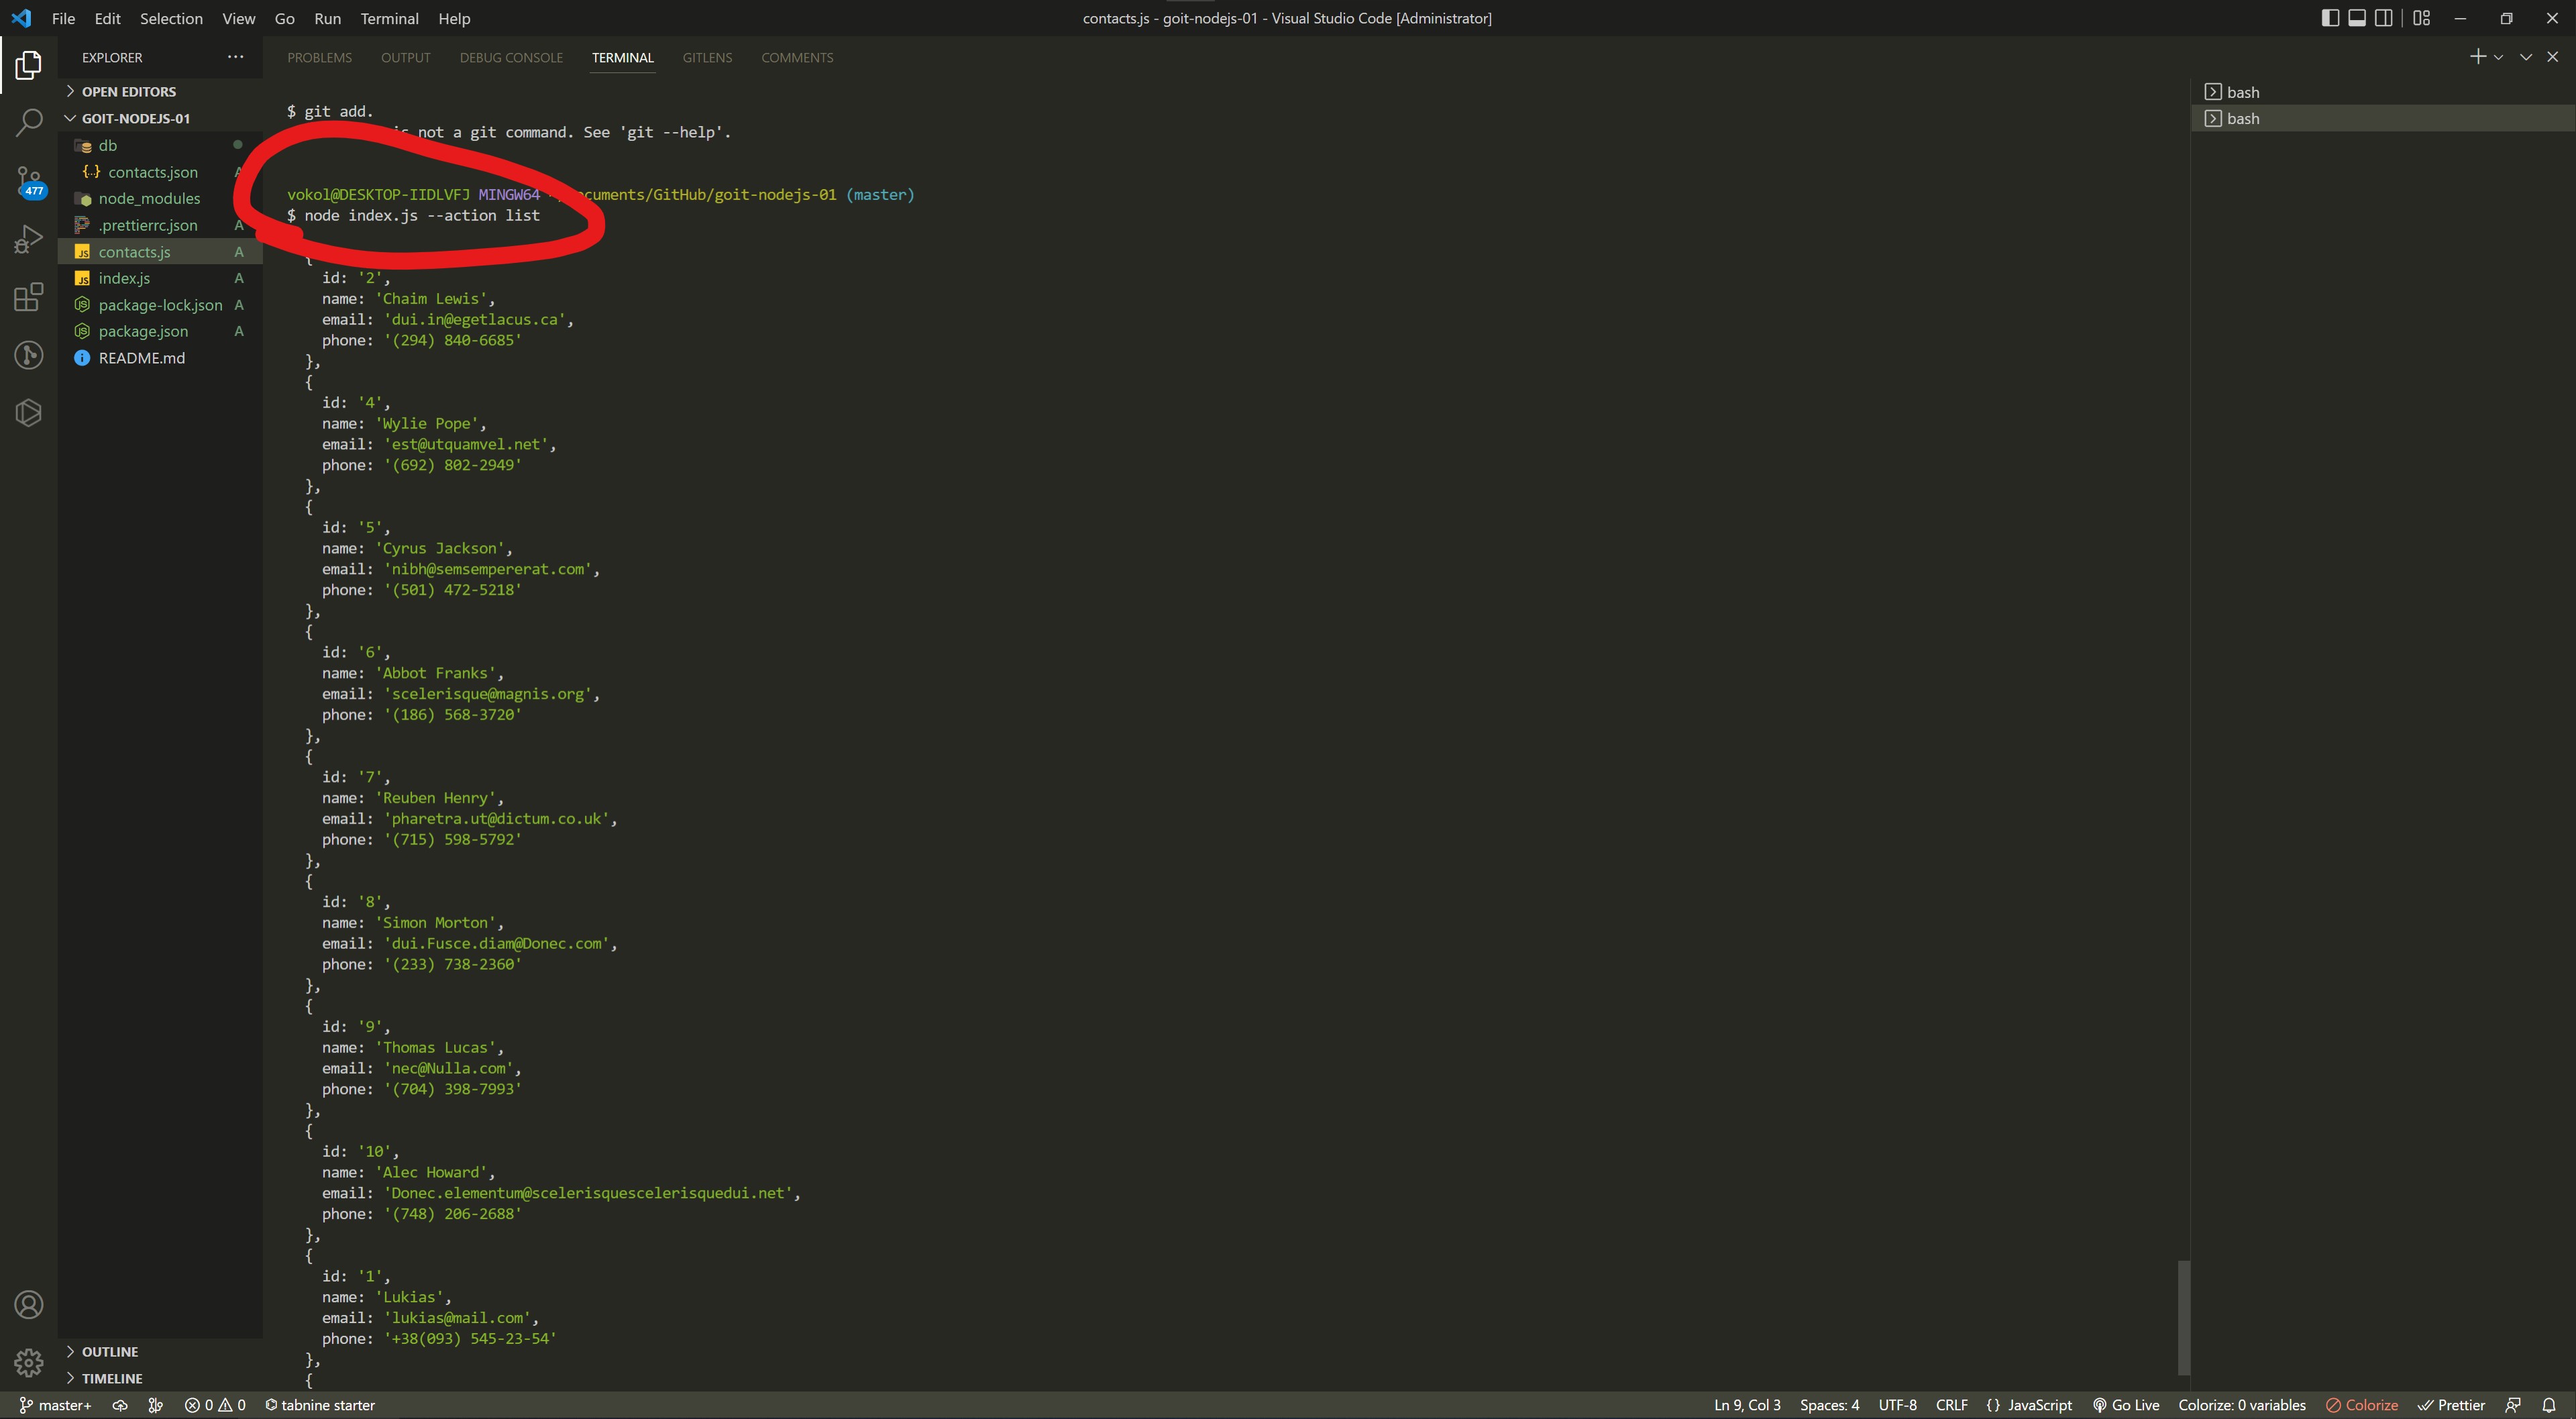 File Edit Selection View Go Run Terminal Help
contacts.js - goit-nodejs-01 - Visual Studio Code [Administrator]
EXPLORER
OPEN EDITORS
GOIT-NODEJS-01
db
contacts.json
node_modules
.prettierrc.json A
contacts.js A
index.js A
package-lock.json A
package.json A
README.md
477
OUTLINE
TIMELINE
PROBLEMS OUTPUT DEBUG CONSOLE TERMINAL GITLENS COMMENTS
$ git add.
is not a git command. See 'git --help'.
vokol@DESKTOP-IIDLVFJ MINGW64 cuments/GitHub/goit-nodejs-01 (master)
$ node index.js --action list
{
id: '2',
name: 'Chaim Lewis',
email: 'dui.in@egetlacus.ca',
phone: '(294) 840-6685'
},
{
id: '4',
name: 'Wylie Pope',
email: 'est@utquamvel.net',
phone: '(692) 802-2949'
},
{
id: '5',
name: 'Cyrus Jackson',
email: 'nibh@semsempererat.com',
phone: '(501) 472-5218'
},
{
id: '6',
name: 'Abbot Franks',
email: 'scelerisque@magnis.org',
phone: '(186) 568-3720'
},
{
id: '7',
name: 'Reuben Henry',
email: 'pharetra.ut@dictum.co.uk',
phone: '(715) 598-5792'
},
{
id: '8',
name: 'Simon Morton',
email: 'dui.Fusce.diam@Donec.com',
phone: '(233) 738-2360'
},
{
id: '9',
name: 'Thomas Lucas',
email: 'nec@Nulla.com',
phone: '(704) 398-7993'
},
{
id: '10',
name: 'Alec Howard',
email: 'Donec.elementum@scelerisquescelerisquedui.net',
phone: '(748) 206-2688'
},
{
id: '1',
name: 'Lukias',
email: 'lukias@mail.com',
phone: '+38(093) 545-23-54'
},
{
bash
bash
master+ 0 0 tabnine starter
Ln 9, Col 3 Spaces: 4 UTF-8 CRLF {} JavaScript Go Live Colorize: 0 variables Colorize Prettier